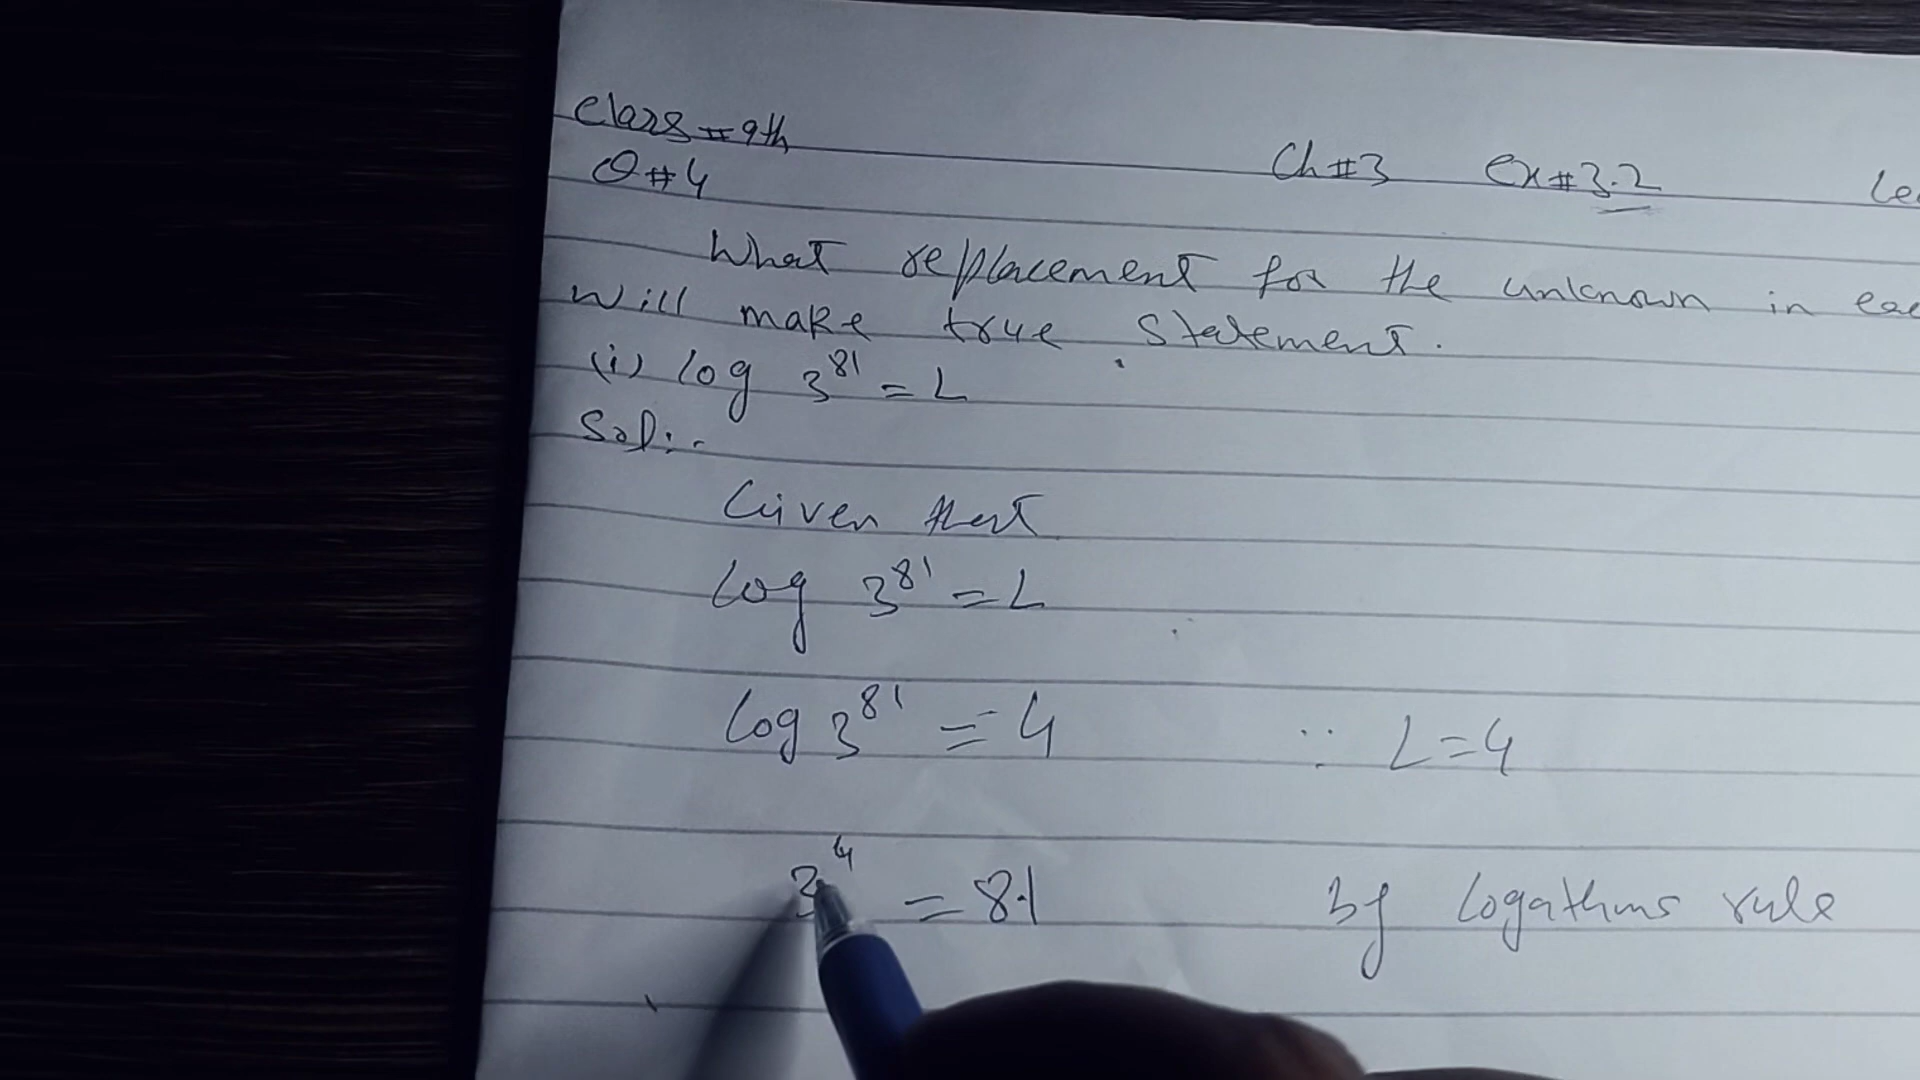 Class # 9th Ch # 3 Ex # 3.2
Q # 4
What replacement for the unknown in
will make true statement.
(i) log 3^81 = L
Sol:-
Given that
log 3^81 = L
log 3^81 = 4 ∵ L = 4
3^4 = 81 By Logathms rule